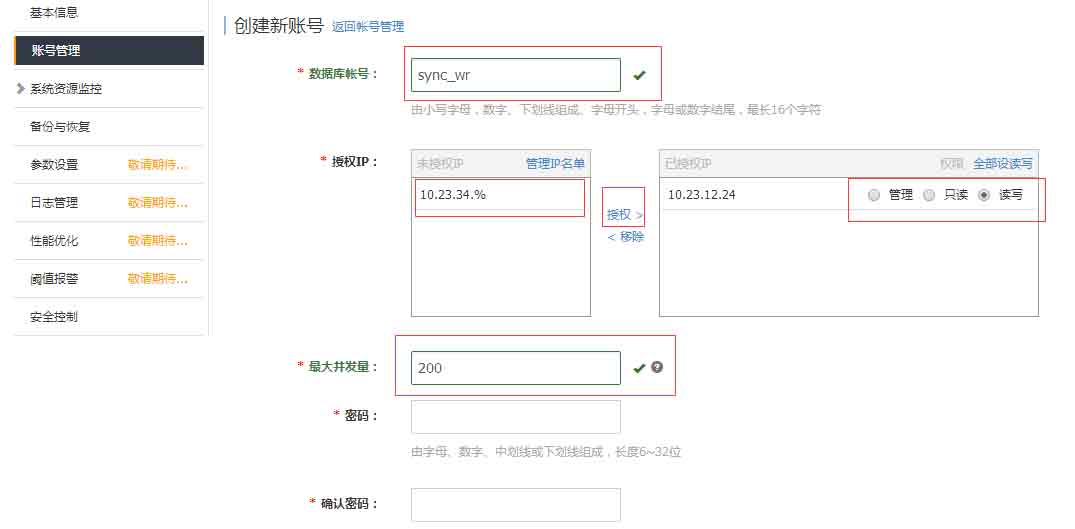 基本信息
账号管理
系统资源监控
备份与恢复
参数设置 敬请期待...
日志管理 敬请期待...
性能优化 敬请期待...
阈值报警 敬请期待...
安全控制
创建新账号 返回帐号管理
* 数据库帐号：
sync_wr
由小写字母，数字、下划线组成、字母开头，字母或数字结尾，最长16个字符
* 授权IP：
未授权IP 管理IP名单
10.23.34.%
授权 >
< 移除
已授权IP 权限 全部设读写
10.23.12.24 管理 只读 读写
* 最大并发量：
200
* 密码：
由字母、数字、中划线或下划线组成，长度6~32位
* 确认密码：